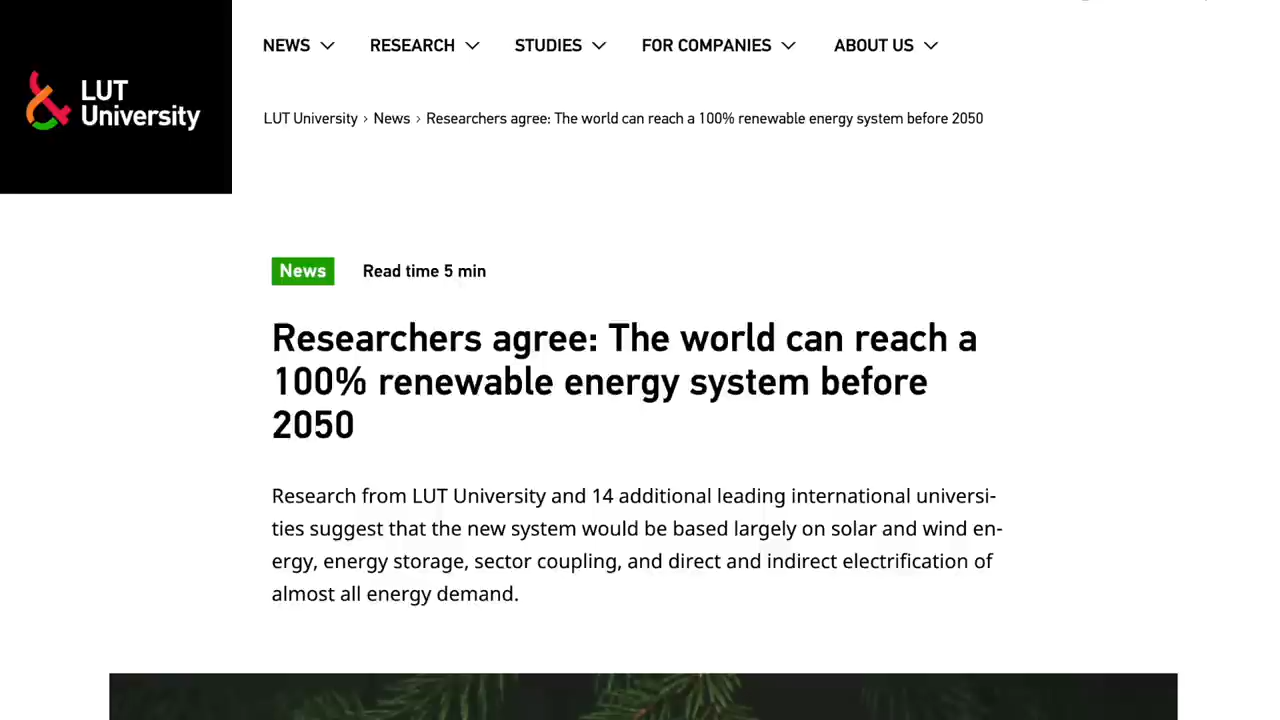 NEWS RESEARCH STUDIES FOR COMPANIES ABOUT US
LUT
University
LUT University › News › Researchers agree: The world can reach a 100% renewable energy system before 2050
News Read time 5 min
Researchers agree: The world can reach a
100% renewable energy system before
2050
Research from LUT University and 14 additional leading international universi-
ties suggest that the new system would be based largely on solar and wind en-
ergy, energy storage, sector coupling, and direct and indirect electrification of
almost all energy demand.